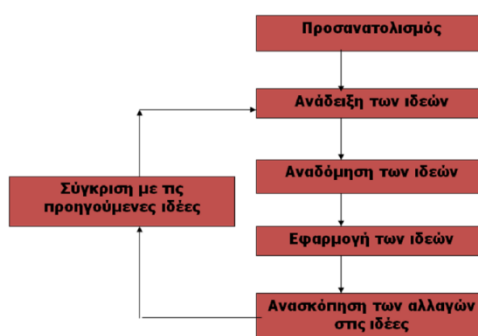 Προσανατολισμός
Ανάδειξη των ιδεών
Αναδόμηση των ιδεών
Σύγκριση με τις
προηγούμενες ιδέες
Εφαρμογή των ιδεών
Ανασκόπηση των αλλαγών
στις ιδέες